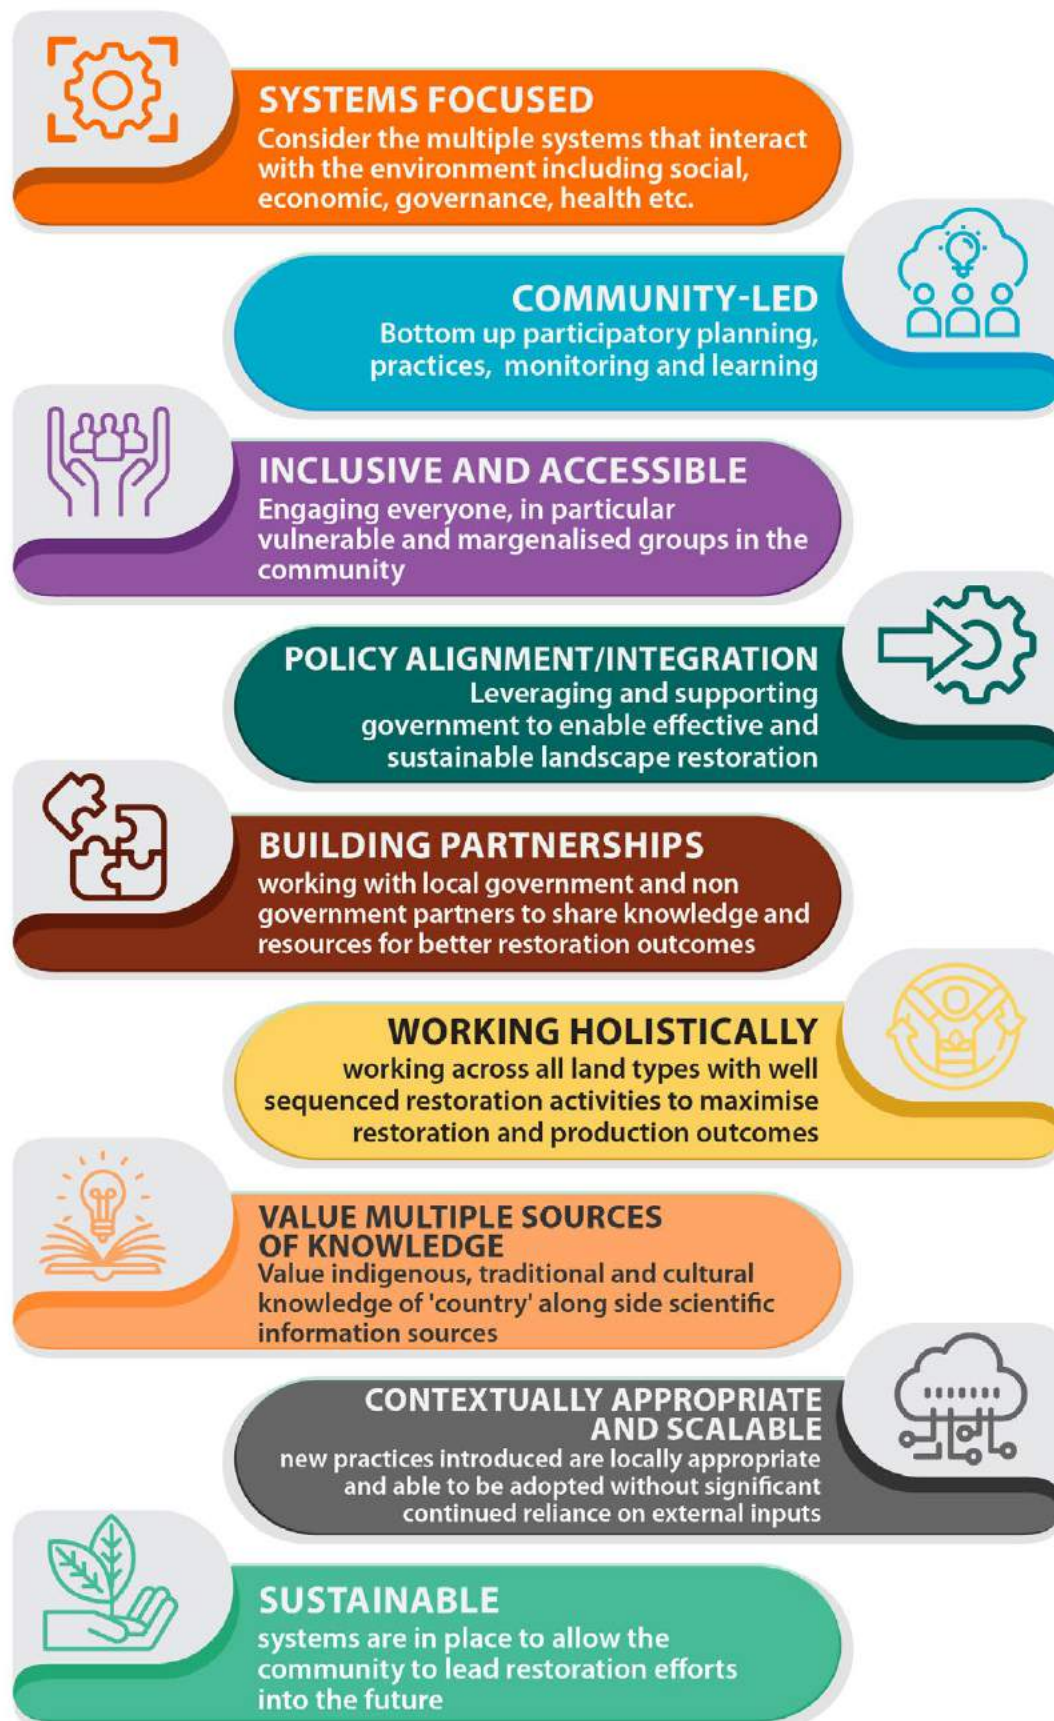 SYSTEMS FOCUSED
Consider the multiple systems that interact
with the environment including social,
economic, governance, health etc.
COMMUNITY-LED
Bottom up participatory planning,
practices, monitoring and learning
INCLUSIVE AND ACCESSIBLE
Engaging everyone, in particular
vulnerable and margenalised groups in the
community
POLICY ALIGNMENT/INTEGRATION
Leveraging and supporting
government to enable effective and
sustainable landscape restoration
BUILDING PARTNERSHIPS
working with local government and non
government partners to share knowledge and
resources for better restoration outcomes
WORKING HOLISTICALLY
working across all land types with well
sequenced restoration activities to maximise
restoration and production outcomes
VALUE MULTIPLE SOURCES
OF KNOWLEDGE
Value indigenous, traditional and cultural
knowledge of 'country' along side scientific
information sources
CONTEXTUALLY APPROPRIATE
AND SCALABLE
new practices introduced are locally appropriate
and able to be adopted without significant
continued reliance on external inputs
SUSTAINABLE
systems are in place to allow the
community to lead restoration efforts
into the future